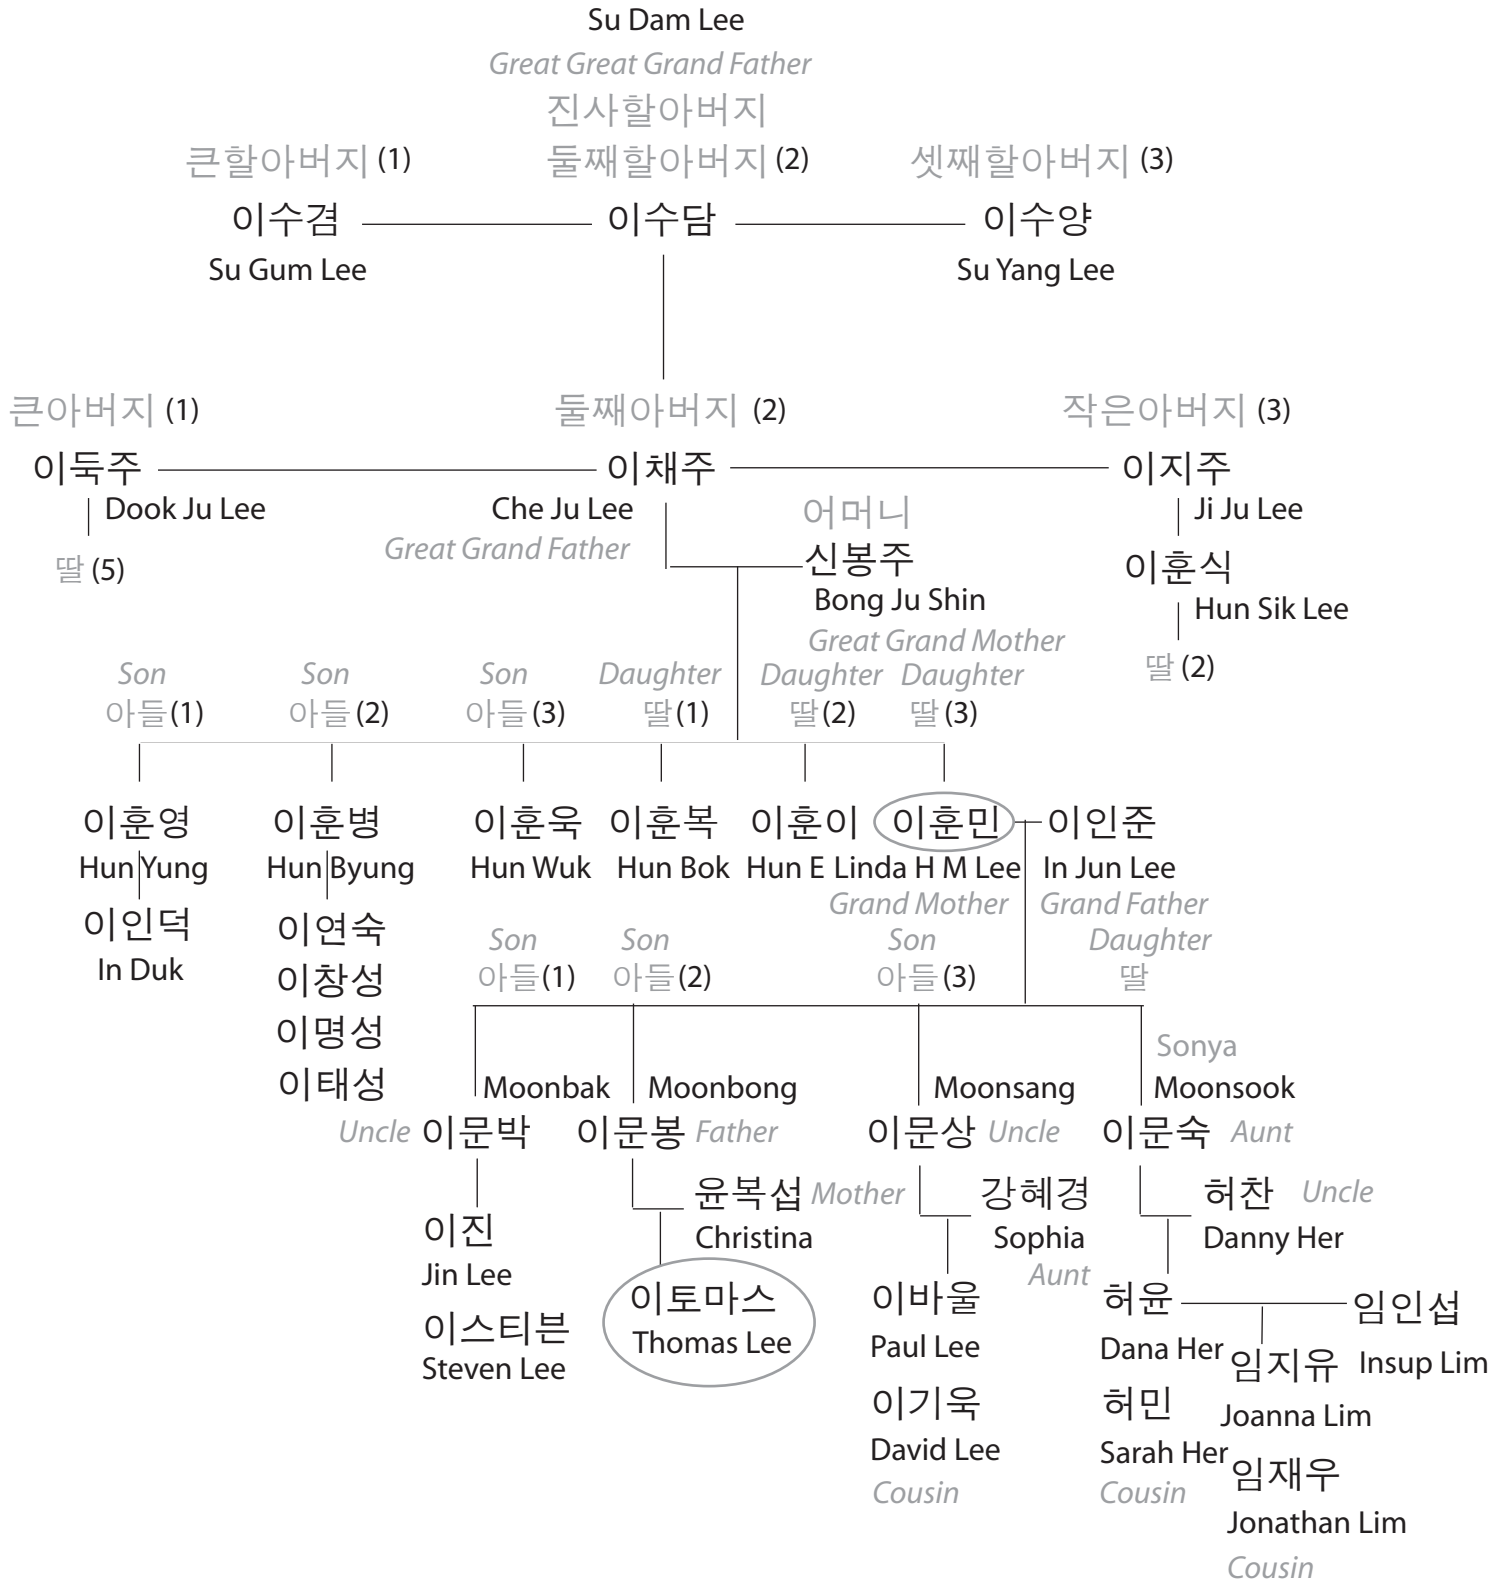 Su Dam Lee
Great Great Grand Father
진사할아버지
큰할아버지 (1) 둘째할아버지 (2) 셋째할아버지 (3)
이수겸 이수담 이수양
Su Gum Lee Su Yang Lee
큰아버지 (1) 둘째아버지 (2) 작은아버지 (3)
이둑주 이채주 이지주
Dook Ju Lee Che Ju Lee 어머니 Ji Ju Lee
Great Grand Father 신봉주 이훈식
딸 (5) Bong Ju Shin Hun Sik Lee
Great Grand Mother 딸 (2)
Son Son Son Daughter Daughter Daughter
아들(1) 아들(2) 아들(3) 딸(1) 딸(2) 딸(3)
이훈영 이훈병 이훈욱 이훈복 이훈이 이훈민 이인준
Hun Yung Hun Byung Hun Wuk Hun Bok Hun E Linda H M Lee In Jun Lee
Grand Mother Grand Father
이인덕 이연숙 Son Son Son Daughter
In Duk 이창성 아들(1) 아들(2) 아들(3) 딸
이명성 Sonya
이태성 Moonbak Moonbong Moonsang Moonsook
Uncle 이문박 이문봉 Father 이문상 Uncle 이문숙 Aunt
윤복섭 Mother 강혜경 허찬 Uncle
이진 Christina Sophia Danny Her
Jin Lee Aunt
이토마스 이바울 허윤 임인섭
이스티븐 Thomas Lee Paul Lee Dana Her 임지유 Insup Lim
Steven Lee
이기욱 허민 Joanna Lim
David Lee Sarah Her 임재우
Cousin Cousin Jonathan Lim
Cousin